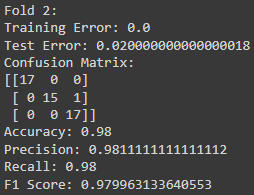 Fold 2:
Training Error: 0.0
Test Error: 0.020000000000000018
Confusion Matrix:
[[17  0  0]
 [ 0 15  1]
 [ 0  0 17]]
Accuracy: 0.98
Precision: 0.9811111111111112
Recall: 0.98
F1 Score: 0.979963133640553